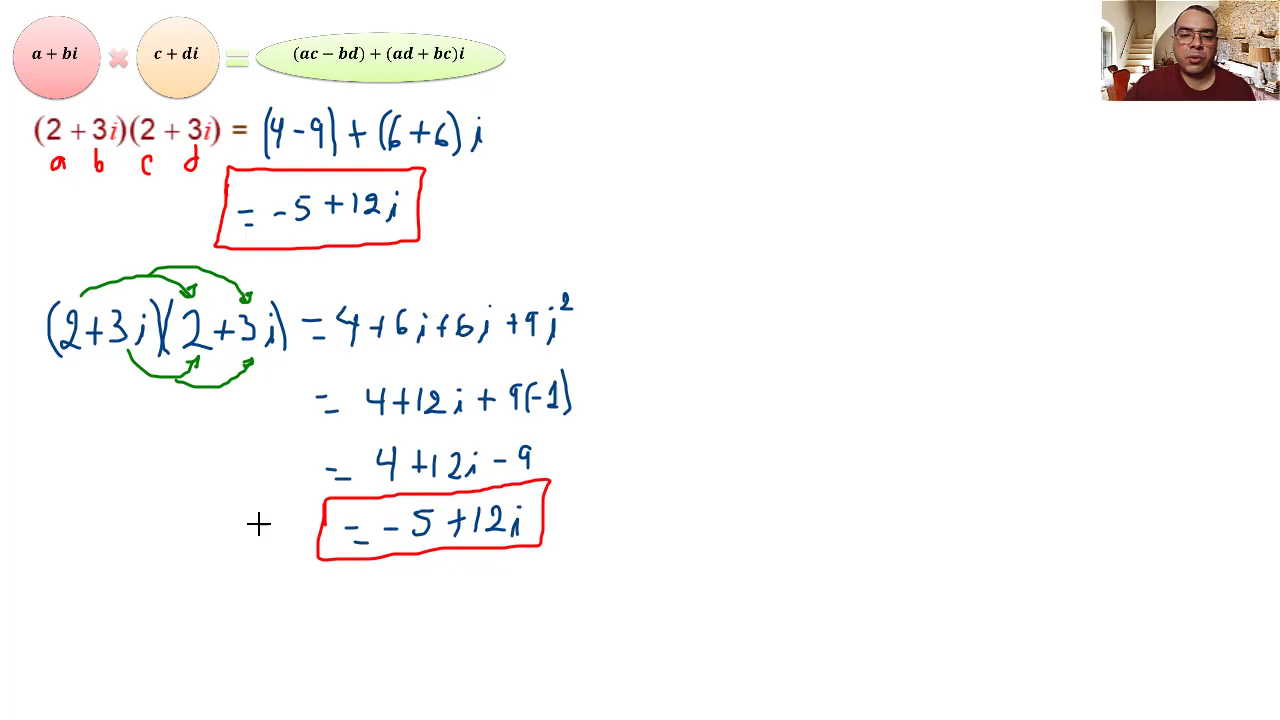 a + bi × c + di = (ac − bd) + (ad + bc)i
(2 + 3i)(2 + 3i) = (4-9) + (6+6) i
a b c d
= -5 +12i
(2+3i)(2+3i) = 4+6i+6i+9i²
= 4+12i + 9(-1)
= 4 +12i - 9
= - 5 +12i